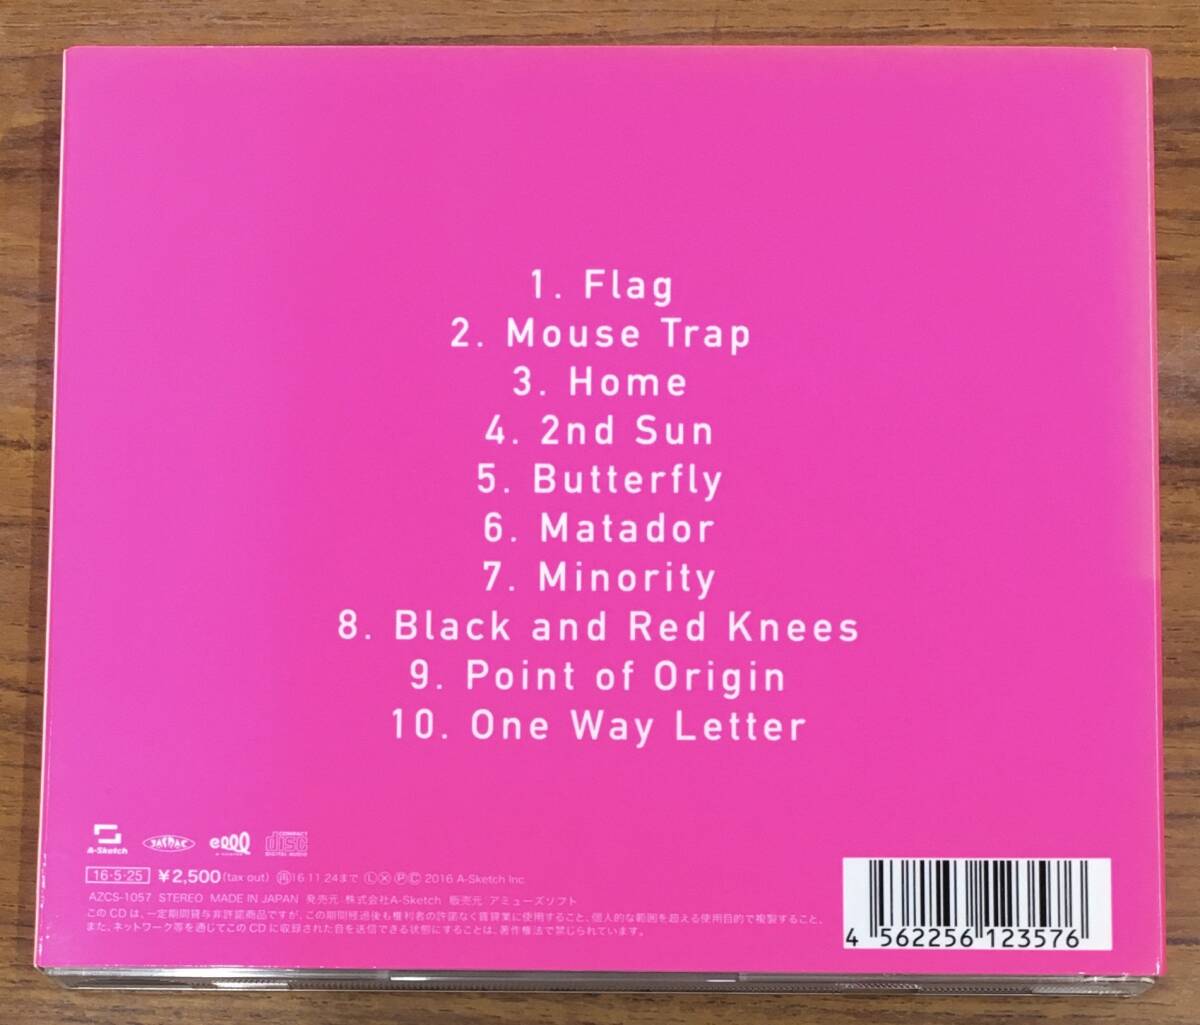 1. Flag
2. Mouse Trap
3. Home
4. 2nd Sun
5. Butterfly
6. Matador
7. Minority
8. Black and Red Knees
9. Point of Origin
10. One Way Letter
A-Sketch
COMPACT
disc
DIGITAL AUDIO
16・5・25 ¥2,500(tax out) 再16.11.24まで ⓁⓍⓅⒸ 2016 A-Sketch Inc.
AZCS-1057 STEREO MADE IN JAPAN 発売元・株式会社A-Sketch 販売元 アミューズソフト
このCDは、一定期間貸与非許諾商品ですが、この期間経過後も権利者の許諾なく賃貸業に使用すること、個人的な範囲を超える使用目的で複製すること、
また、ネットワーク等を通じてこのCDに収録された音を送信できる状態にすることは、著作権法で禁じられています。
4 562256 123576